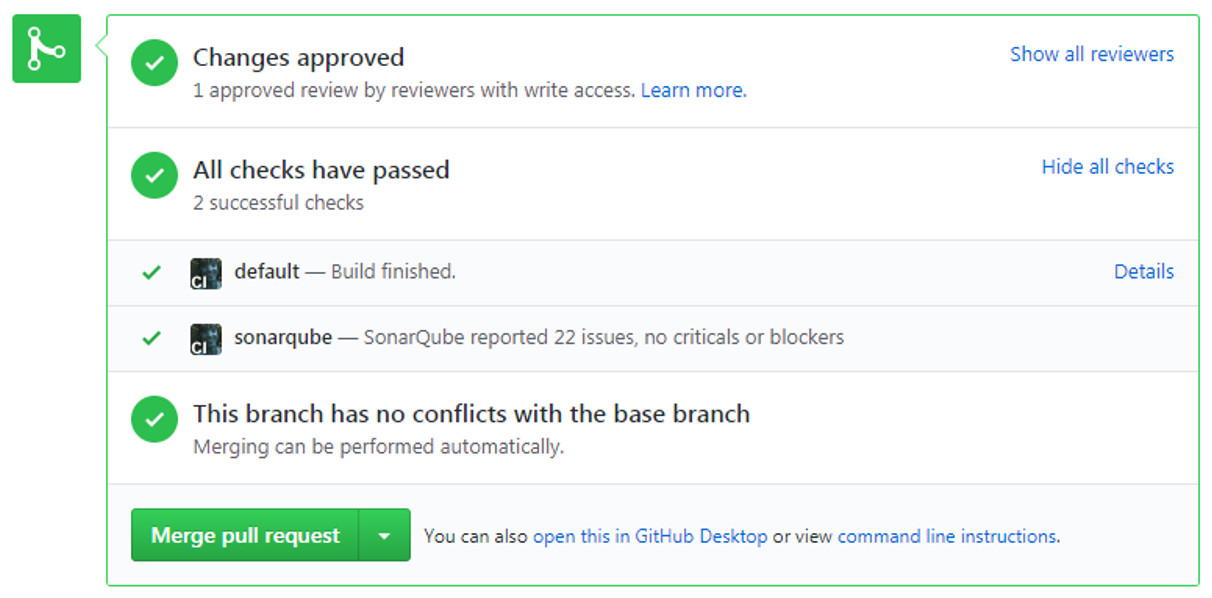 Changes approved
Show all reviewers
1 approved review by reviewers with write access. Learn more.
All checks have passed
Hide all checks
2 successful checks
CI default — Build finished.
Details
CI sonarqube — SonarQube reported 22 issues, no criticals or blockers
This branch has no conflicts with the base branch
Merging can be performed automatically.
Merge pull request
You can also open this in GitHub Desktop or view command line instructions.